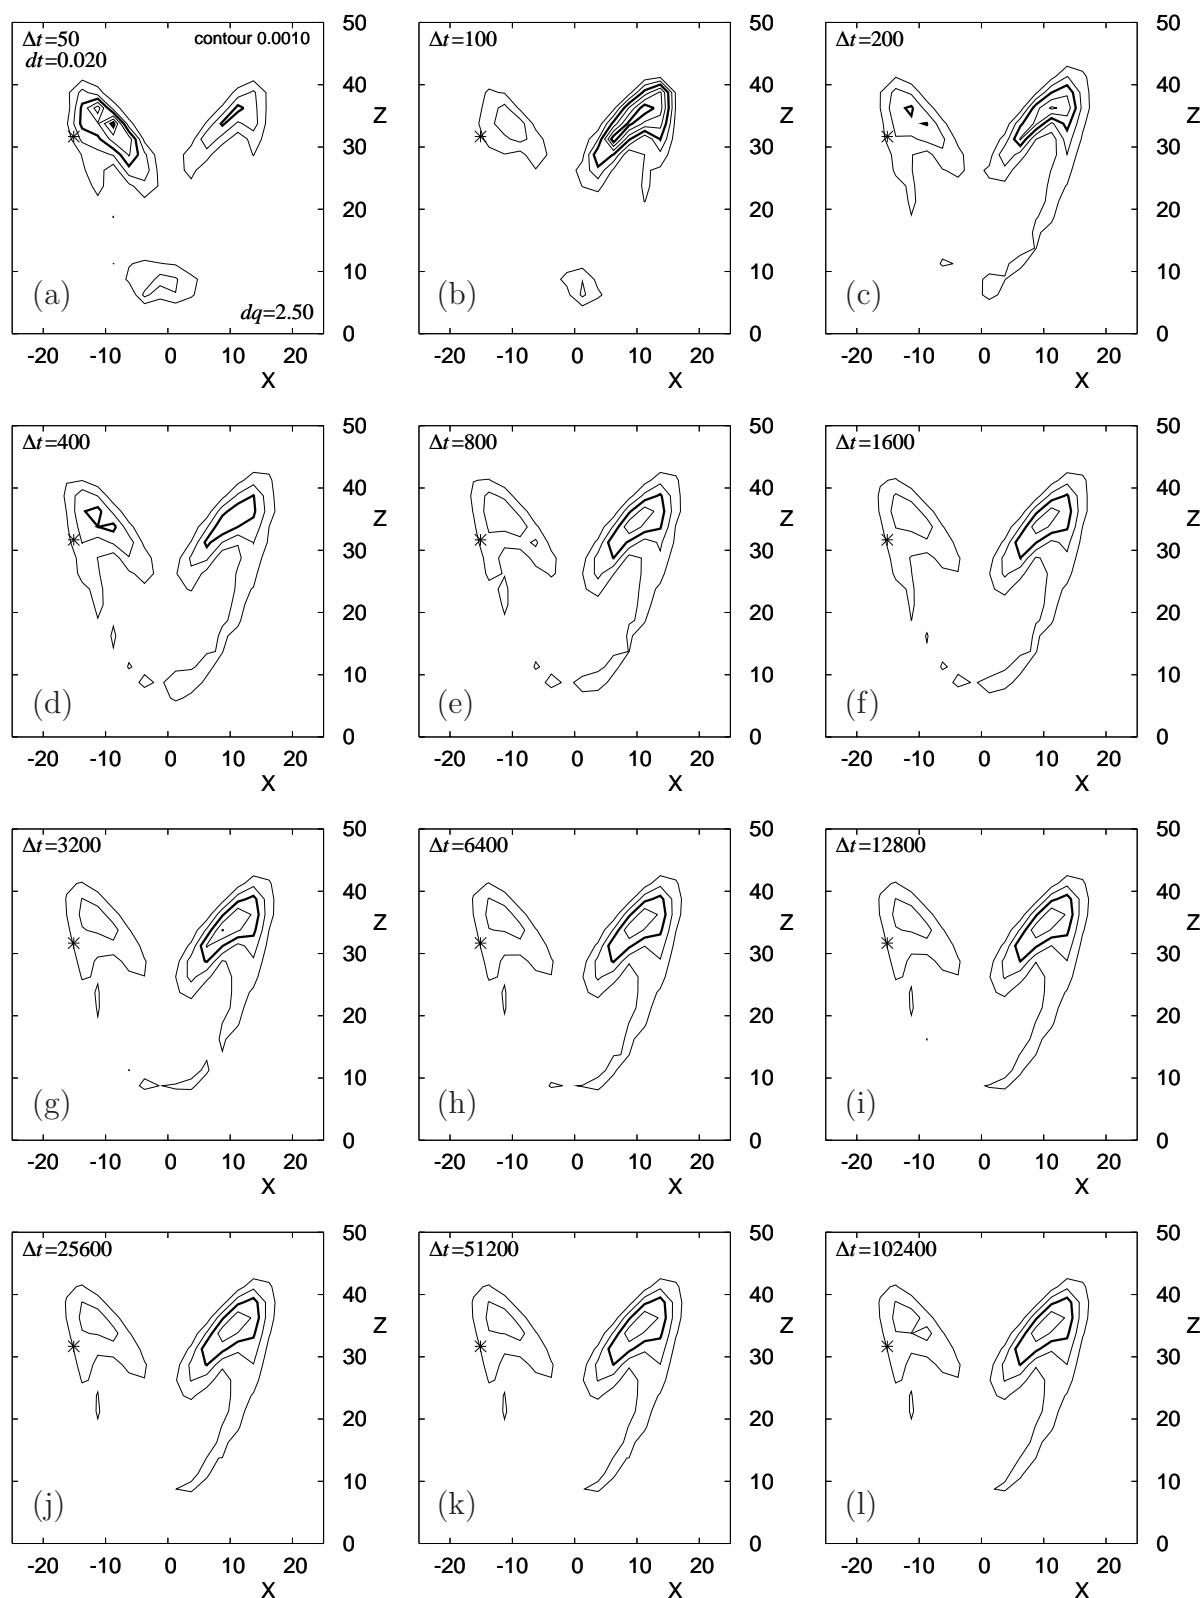 Δt=50 contour 0.0010 50
dt=0.020
40
Z
30
20
10
(a) dq=2.50
0
-20 -10 0 10 20
X
Δt=100 50
40
Z
30
20
10
(b)
0
-20 -10 0 10 20
X
Δt=200 50
40
Z
30
20
10
(c)
0
-20 -10 0 10 20
X
Δt=400 50
40
Z
30
20
10
(d)
0
-20 -10 0 10 20
X
Δt=800 50
40
Z
30
20
10
(e)
0
-20 -10 0 10 20
X
Δt=1600 50
40
Z
30
20
10
(f)
0
-20 -10 0 10 20
X
Δt=3200 50
40
Z
30
20
10
(g)
0
-20 -10 0 10 20
X
Δt=6400 50
40
Z
30
20
10
(h)
0
-20 -10 0 10 20
X
Δt=12800 50
40
Z
30
20
10
(i)
0
-20 -10 0 10 20
X
Δt=25600 50
40
Z
30
20
10
(j)
0
-20 -10 0 10 20
X
Δt=51200 50
40
Z
30
20
10
(k)
0
-20 -10 0 10 20
X
Δt=102400 50
40
Z
30
20
10
(l)
0
-20 -10 0 10 20
X